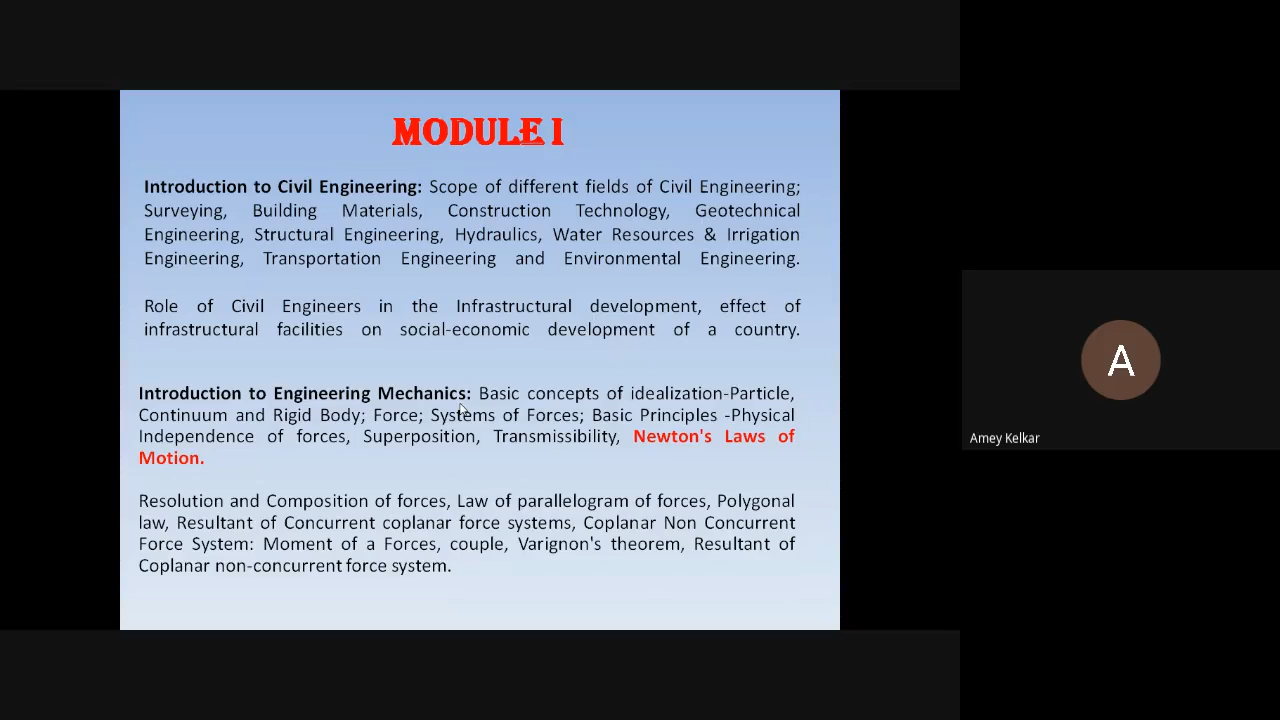 MODULE I
Introduction to Civil Engineering: Scope of different fields of Civil Engineering;
Surveying, Building Materials, Construction Technology, Geotechnical
Engineering, Structural Engineering, Hydraulics, Water Resources & Irrigation
Engineering, Transportation Engineering and Environmental Engineering.
Role of Civil Engineers in the Infrastructural development, effect of
infrastructural facilities on social-economic development of a country.
Introduction to Engineering Mechanics: Basic concepts of idealization-Particle,
Continuum and Rigid Body; Force; Systems of Forces; Basic Principles -Physical
Independence of forces, Superposition, Transmissibility, Newton's Laws of
Motion.
Resolution and Composition of forces, Law of parallelogram of forces, Polygonal
law, Resultant of Concurrent coplanar force systems, Coplanar Non Concurrent
Force System: Moment of a Forces, couple, Varignon's theorem, Resultant of
Coplanar non-concurrent force system.
A
Amey Kelkar